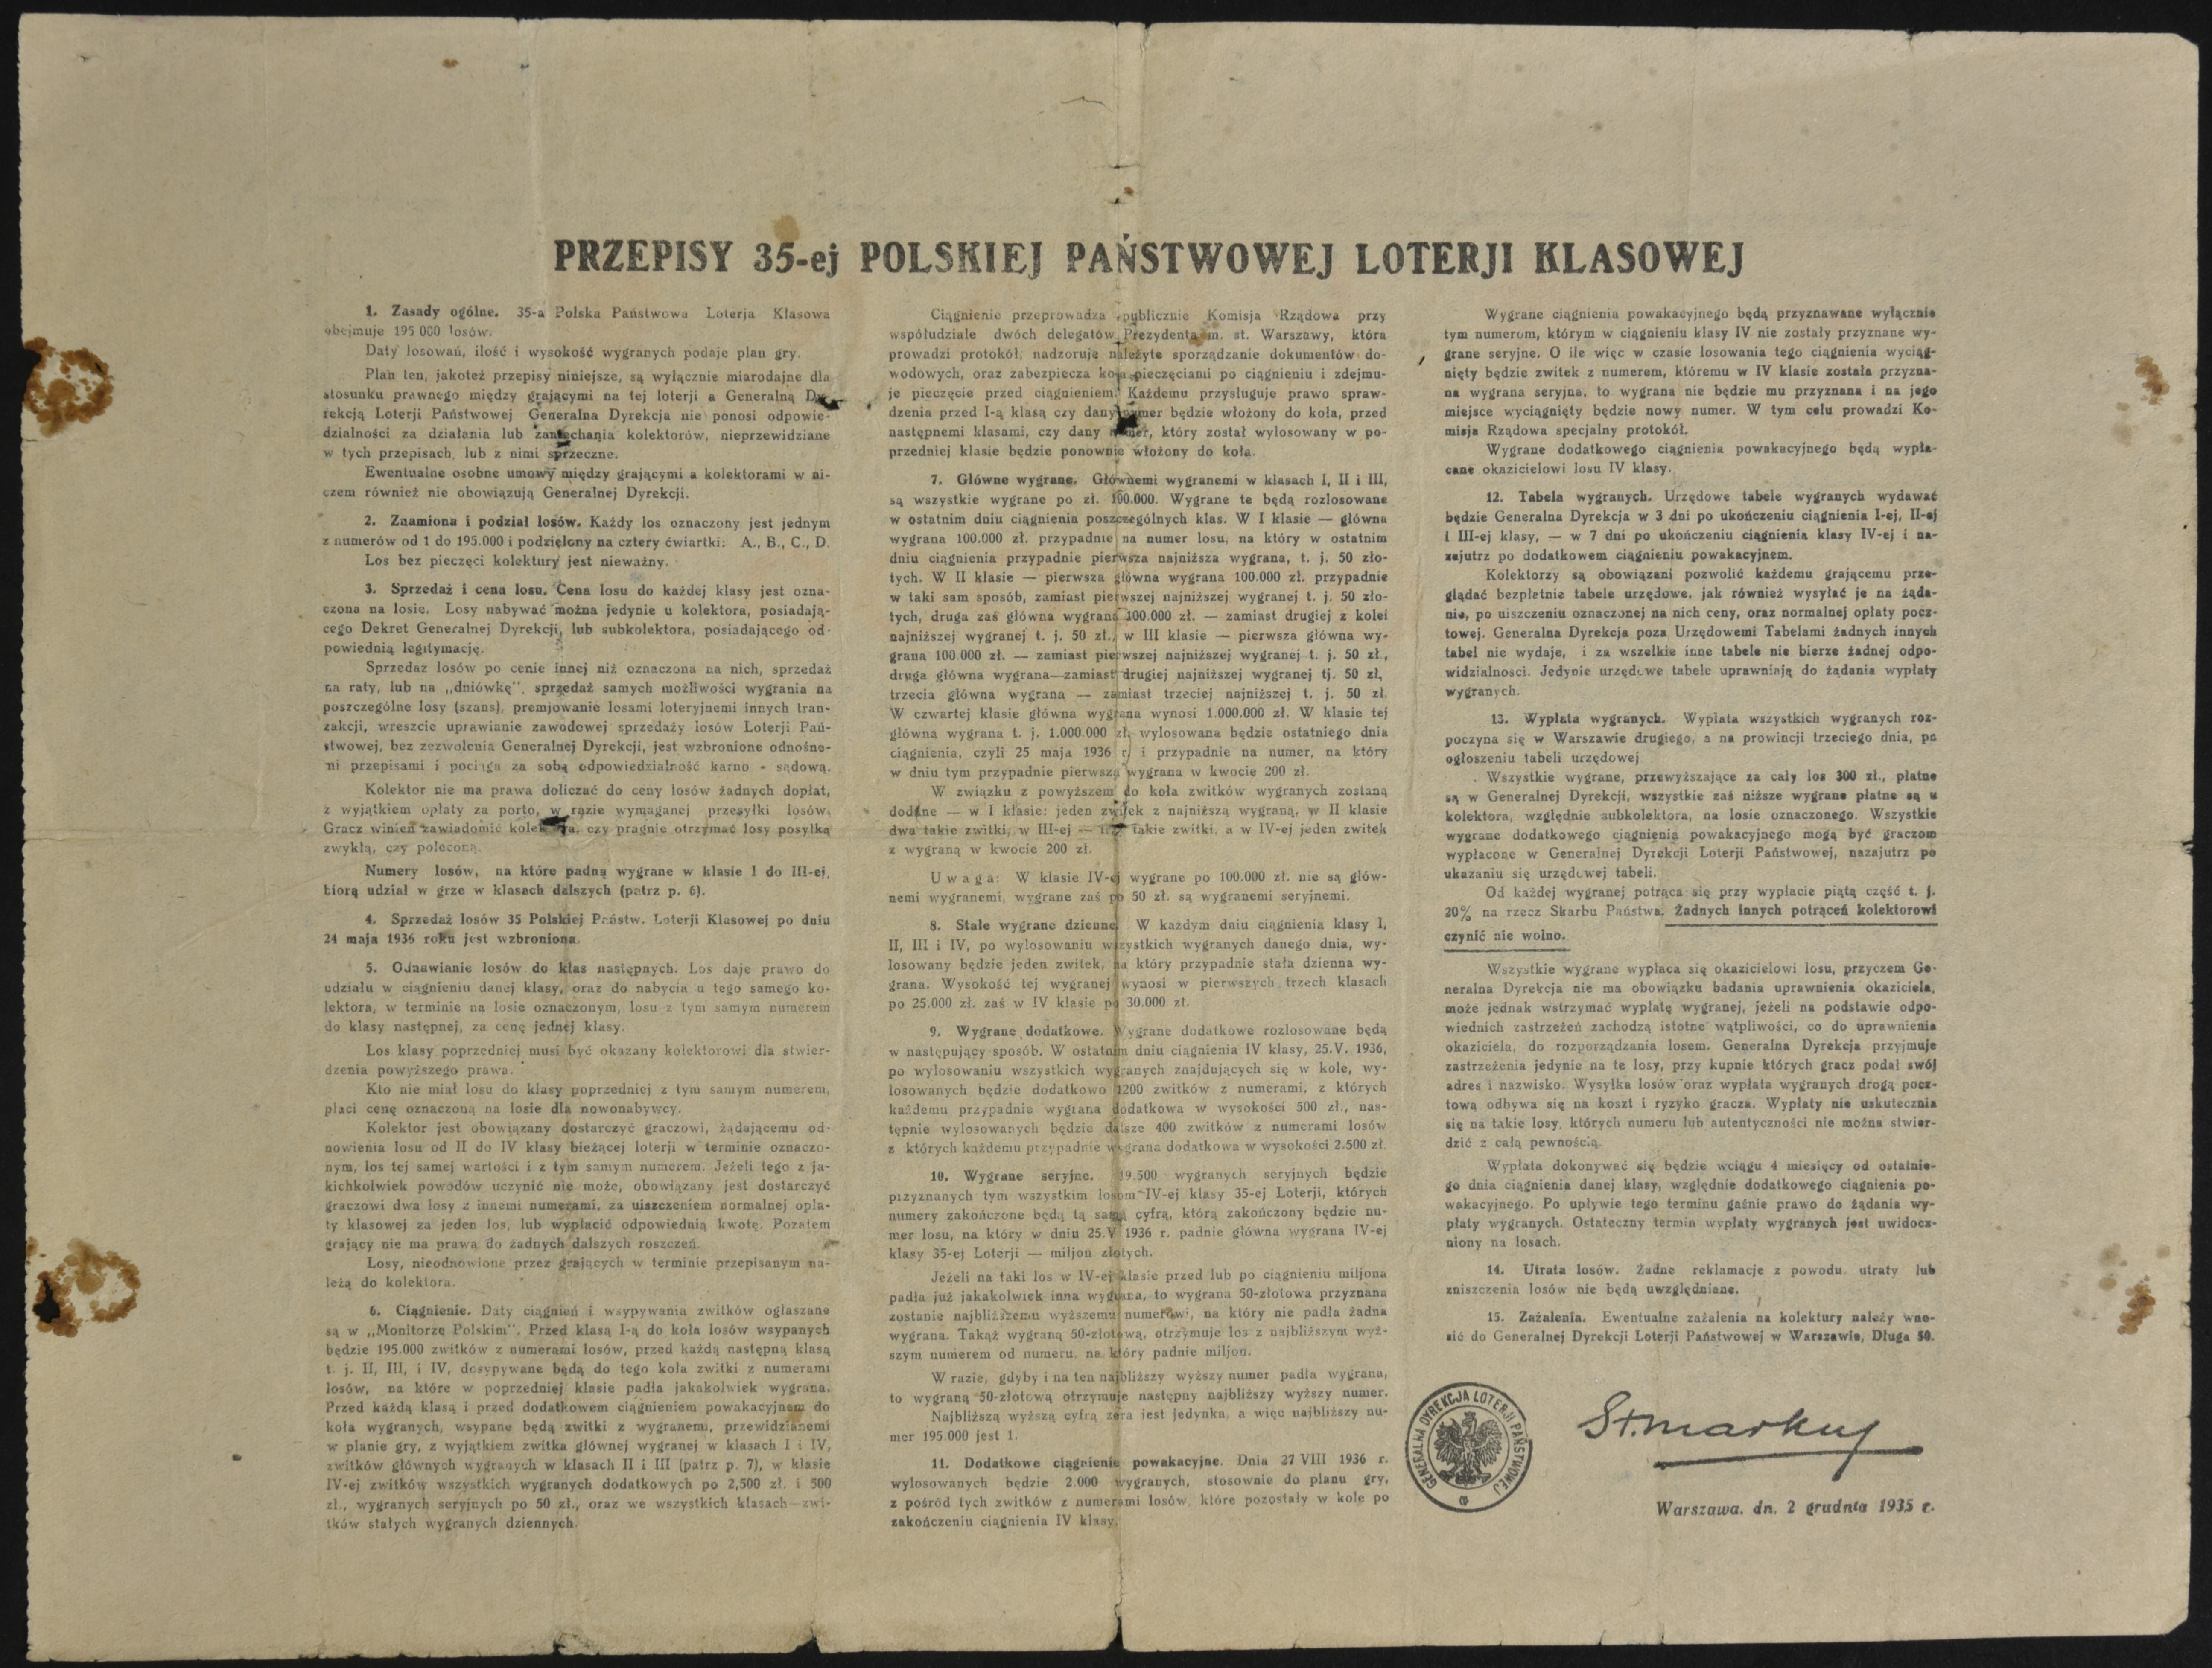 PRZEPISY 35-ej POLSKIEJ PAŃSTWOWEJ LOTERJI KLASOWEJ
1. Zasady ogólne. 35-a Polska Państwowa Loterja Klasowa
obejmuje 195 000 losów.
Daty losowań, ilość i wysokość wygranych podaje plan gry.
Plan ten, jakoteż przepisy niniejsze, są wyłącznie miarodajne dla
stosunku prawnego między grającymi na tej loterji a Generalną Dy-
rekcją Loterji Państwowej Generalna Dyrekcja nie ponosi odpowie-
dzialności za działania lub zaniechania kolektorów, nieprzewidziane
w tych przepisach, lub z nimi sprzeczne.
Ewentualne osobne umowy między grającymi a kolektorami w ni-
czem również nie obowiązują Generalnej Dyrekcji.
2. Znamiona i podział losów. Każdy los oznaczony jest jednym
z numerów od 1 do 195.000 i podzielony na cztery ćwiartki: A., B., C., D.
Los bez pieczęci kolektury jest nieważny.
3. Sprzedaż i cena losu. Cena losu do każdej klasy jest ozna-
czona na losie. Losy nabywać można jedynie u kolektora, posiadają-
cego Dekret Generalnej Dyrekcji, lub subkolektora, posiadającego od-
powiednią legitymację.
Sprzedaz losów po cenie innej niż oznaczona na nich, sprzedaż
na raty, lub na „dniówkę", sprzedaż samych możliwości wygrania na
poszczególne losy (szans), premjowanie losami loteryjnemi innych tran-
zakcji, wreszcie uprawianie zawodowej sprzedaży losów Loterji Pań-
stwowej, bez zezwolenia Generalnej Dyrekcji, jest wzbronione odnośne-
mi przepisami i pociąga za sobą odpowiedzialność karno - sądową.
Kolektor nie ma prawa doliczać do ceny losów żadnych dopłat,
z wyjątkiem opłaty za porto, w razie wymaganej przesyłki losów.
Gracz winien zawiadomić kolektora, czy pragnie otrzymać losy posyłką
zwykłą, czy poleconą.
Numery losów, na które padną wygrane w klasie I do III-ej,
biorą udział w grze w klasach dalszych (patrz p. 6).
4. Sprzedaż losów 35 Polskiej Państw. Loterji Klasowej po dniu
24 maja 1936 roku jest wzbroniona.
5. Odnawianie losów do klas następnych. Los daje prawo do
udziału w ciągnieniu danej klasy, oraz do nabycia u tego samego ko-
lektora, w terminie na losie oznaczonym, losu z tym samym numerem
do klasy następnej, za cenę jednej klasy.
Los klasy poprzedniej musi być okazany kolektorowi dla stwier-
dzenia powyższego prawa.
Kto nie miał losu do klasy poprzedniej z tym samym numerem,
płaci cenę oznaczoną na losie dla nowonabywcy.
Kolektor jest obowiązany dostarczyć graczowi, żądającemu od-
nowienia losu od II do IV klasy bieżącej loterji w terminie oznaczo-
nym, los tej samej wartości i z tym samym numerem. Jeżeli tego z ja-
kichkolwiek powodów uczynić nie może, obowiązany jest dostarczyć
graczowi dwa losy z innemi numerami, za uiszczeniem normalnej opła-
ty klasowej za jeden los, lub wypłacić odpowiednią kwotę. Pozatem
grający nie ma prawa do żadnych dalszych roszczeń.
Losy, nieodnowione przez grających w terminie przepisanym na-
leżą do kolektora.
6. Ciągnienie. Daty ciągnień i wsypywania zwitków ogłaszane
są w „Monitorze Polskim". Przed klasą I-ą do koła losów wsypanych
będzie 195.000 zwitków z numerami losów, przed każdą następną klasą
t. j. II, III, i IV, dosypywane będą do tego koła zwitki z numerami
losów, na które w poprzedniej klasie padła jakakolwiek wygrana.
Przed każdą klasą i przed dodatkowem ciągnieniem powakacyjnem do
koła wygranych, wsypane będą zwitki z wygranemi, przewidzianemi
w planie gry, z wyjątkiem zwitka głównej wygranej w klasach I i IV,
zwitków głównych wygranych w klasach II i III (patrz p. 7), w klasie
IV-ej zwitków wszystkich wygranych dodatkowych po 2,500 zł. i 500
zł., wygranych seryjnych po 50 zł., oraz we wszystkich klasach zwi-
tków stałych wygranych dziennych.
Ciągnienie przeprowadza publicznie Komisja Rządowa przy
współudziale dwóch delegatów Prezydenta m. st. Warszawy, która
prowadzi protokół, nadzoruje należyte sporządzanie dokumentów do-
wodowych, oraz zabezpiecza koła pieczęciami po ciągnieniu i zdejmu-
je pieczęcie przed ciągnieniem. Każdemu przysługuje prawo spraw-
dzenia przed I-ą klasą czy dany numer będzie włożony do koła, przed
następnemi klasami, czy dany numer, który został wylosowany w po-
przedniej klasie będzie ponownie włożony do koła.
7. Główne wygrane. Głównemi wygranemi w klasach I, II i III,
są wszystkie wygrane po zł. 100.000. Wygrane te będą rozlosowane
w ostatnim dniu ciągnienia poszczególnych klas. W I klasie — główna
wygrana 100.000 zł. przypadnie na numer losu, na który w ostatnim
dniu ciągnienia przypadnie pierwsza najniższa wygrana, t. j. 50 zło-
tych. W II klasie — pierwsza główna wygrana 100.000 zł. przypadnie
w taki sam sposób, zamiast pierwszej najniższej wygranej t. j. 50 zło-
tych, druga zaś główna wygrana 100.000 zł. — zamiast drugiej z kolei
najniższej wygranej t. j. 50 zł., w III klasie — pierwsza główna wy-
grana 100.000 zł. — zamiast pierwszej najniższej wygranej t. j. 50 zł.,
druga główna wygrana—zamiast drugiej najniższej wygranej tj. 50 zł,
trzecia główna wygrana — zamiast trzeciej najniższej t. j. 50 zł.
W czwartej klasie główna wygrana wynosi 1.000.000 zł. W klasie tej
główna wygrana t. j. 1.000.000 zł. wylosowana będzie ostatniego dnia
ciągnienia, czyli 25 maja 1936 r. i przypadnie na numer, na który
w dniu tym przypadnie pierwsza wygrana w kwocie 200 zł.
W związku z powyższem do koła zwitków wygranych zostaną
dodane — w I klasie: jeden zwitek z najniższą wygraną, w II klasie
dwa takie zwitki, w III-ej — trzy takie zwitki, a w IV-ej jeden zwitek
z wygraną w kwocie 200 zł.
Uwaga: W klasie IV-ej wygrane po 100.000 zł. nie są głów-
nemi wygranemi, wygrane zaś po 50 zł. są wygranemi seryjnemi.
8. Stałe wygrane dzienne. W każdym dniu ciągnienia klasy I,
II, III i IV, po wylosowaniu wszystkich wygranych danego dnia, wy-
losowany będzie jeden zwitek, na który przypadnie stała dzienna wy-
grana. Wysokość tej wygranej wynosi w pierwszych trzech klasach
po 25.000 zł. zaś w IV klasie po 30.000 zł.
9. Wygrane dodatkowe. Wygrane dodatkowe rozlosowane będą
w następujący sposób. W ostatnim dniu ciągnienia IV klasy, 25.V. 1936,
po wylosowaniu wszystkich wygranych znajdujących się w kole, wy-
losowanych będzie dodatkowo 1200 zwitków z numerami, z których
każdemu przypadnie wygrana dodatkowa w wysokości 500 zł., nas-
tępnie wylosowanych będzie dalsze 400 zwitków z numerami losów
z których każdemu przypadnie wygrana dodatkowa w wysokości 2.500 zł.
10. Wygrane seryjne. 19.500 wygranych seryjnych będzie
przyznanych tym wszystkim losom IV-ej klasy 35-ej Loterji, których
numery zakończone będą tą samą cyfrą, którą zakończony będzie nu-
mer losu, na który w dniu 25.V 1936 r. padnie główna wygrana IV-ej
klasy 35-ej Loterji — miljon złotych.
Jeżeli na taki los w IV-ej klasie przed lub po ciągnieniu miljona
padła już jakakolwiek inna wygrana, to wygrana 50-złotowa przyznana
zostanie najbliższemu wyższemu numerowi, na który nie padła żadna
wygrana. Takąż wygraną 50-złotową, otrzymuje los z najbliższym wyż-
szym numerem od numeru, na który padnie miljon.
W razie, gdyby i na ten najbliższy wyższy numer padła wygrana,
to wygraną 50-złotową otrzymuje następny najbliższy wyższy numer.
Najbliższą wyższą cyfrą zera jest jedynka, a więc najbliższy nu-
mer 195.000 jest 1.
11. Dodatkowe ciągnienie powakacyjne. Dnia 27 VIII 1936 r.
wylosowanych będzie 2.000 wygranych, stosownie do planu gry,
z pośród tych zwitków z numerami losów, które pozostały w kole po
zakończeniu ciągnienia IV klasy.
Wygrane ciągnienia powakacyjnego będą przyznawane wyłącznie
tym numerom, którym w ciągnieniu klasy IV nie zostały przyznane wy-
grane seryjne. O ile więc w czasie losowania tego ciągnienia wyciąg-
nięty będzie zwitek z numerem, któremu w IV klasie została przyzna-
na wygrana seryjna, to wygrana nie będzie mu przyznana i na jego
miejsce wyciągnięty będzie nowy numer. W tym celu prowadzi Ko-
misja Rządowa specjalny protokół.
Wygrane dodatkowego ciągnienia powakacyjnego będą wypła-
cane okazicielowi losu IV klasy.
12. Tabela wygranych. Urzędowe tabele wygranych wydawać
będzie Generalna Dyrekcja w 3 dni po ukończeniu ciągnienia I-ej, II-ej
i III-ej klasy, — w 7 dni po ukończeniu ciągnienia klasy IV-ej i na-
zajutrz po dodatkowem ciągnieniu powakacyjnem.
Kolektorzy są obowiązani pozwolić każdemu grającemu prze-
glądać bezpłatnie tabele urzędowe, jak również wysyłać je na żąda-
nie, po uiszczeniu oznaczonej na nich ceny, oraz normalnej opłaty pocz-
towej. Generalna Dyrekcja poza Urzędowemi Tabelami żadnych innych
tabel nie wydaje, i za wszelkie inne tabele nie bierze żadnej odpo-
widzialności. Jedynie urzędowe tabele uprawniają do żądania wypłaty
wygranych.
13. Wypłata wygranych. Wypłata wszystkich wygranych roz-
poczyna się w Warszawie drugiego, a na prowincji trzeciego dnia, po
ogłoszeniu tabeli urzędowej
Wszystkie wygrane, przewyższające za cały los 300 zł., płatne
są w Generalnej Dyrekcji, wszystkie zaś niższe wygrane płatne są u
kolektora, względnie subkolektora, na losie oznaczonego. Wszystkie
wygrane dodatkowego ciągnienia powakacyjnego mogą być graczom
wypłacone w Generalnej Dyrekcji Loterji Państwowej, nazajutrz po
ukazaniu się urzędowej tabeli.
Od każdej wygranej potrąca się przy wypłacie piątą część t. j.
20% na rzecz Skarbu Państwa. Żadnych innych potrąceń kolektorowi
czynić nie wolno.
Wszystkie wygrane wypłaca się okazicielowi losu, przyczem Ge-
neralna Dyrekcja nie ma obowiązku badania uprawnienia okaziciela,
może jednak wstrzymać wypłatę wygranej, jeżeli na podstawie odpo-
wiednich zastrzeżeń zachodzą istotne wątpliwości, co do uprawnienia
okaziciela, do rozporządzania losem. Generalna Dyrekcja przyjmuje
zastrzeżenia jedynie na te losy, przy kupnie których gracz podał swój
adres i nazwisko. Wysyłka losów oraz wypłata wygranych drogą pocz-
tową odbywa się na koszt i ryzyko gracza. Wypłaty nie uskutecznia
się na takie losy, których numeru lub autentyczności nie można stwier-
dzić z całą pewnością.
Wypłata dokonywać się będzie wciągu 4 miesięcy od ostatnie-
go dnia ciągnienia danej klasy, względnie dodatkowego ciągnienia po-
wakacyjnego. Po upływie tego terminu gaśnie prawo do żądania wy-
płaty wygranych. Ostateczny termin wypłaty wygranych jest uwidocz-
niony na losach.
14. Utrata losów. Żadne reklamacje z powodu utraty lub
zniszczenia losów nie będą uwzględniane.
15. Zażalenia. Ewentualne zażalenia na kolektury należy wno-
sić do Generalnej Dyrekcji Loterji Państwowej w Warszawie, Długa 50.
GENERALNA DYREKCJA LOTERJI PAŃSTWOWEJ
St. Markus
Warszawa, dn. 2 grudnia 1935 r.